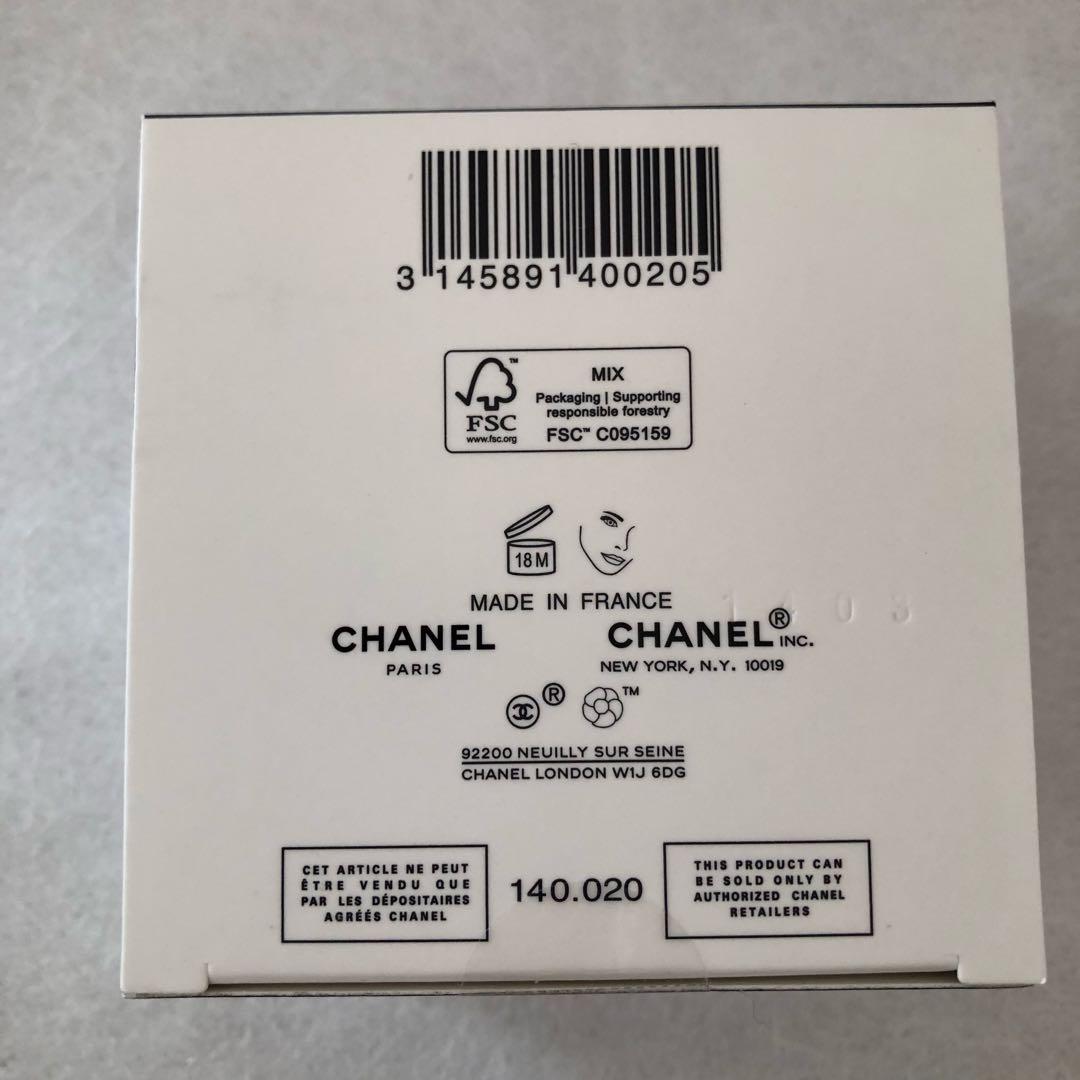 3 145891 400205
MIX
Packaging | Supporting
responsible forestry
FSC™ C095159
™
FSC
www.fsc.org
18 M
MADE IN FRANCE
1403
CHANEL
PARIS
CHANEL® INC.
NEW YORK, N.Y. 10019
® ™
92200 NEUILLY SUR SEINE
CHANEL LONDON W1J 6DG
CET ARTICLE NE PEUT
ÊTRE VENDU QUE
PAR LES DÉPOSITAIRES
AGRÉÉS CHANEL
140.020
THIS PRODUCT CAN
BE SOLD ONLY BY
AUTHORIZED CHANEL
RETAILERS